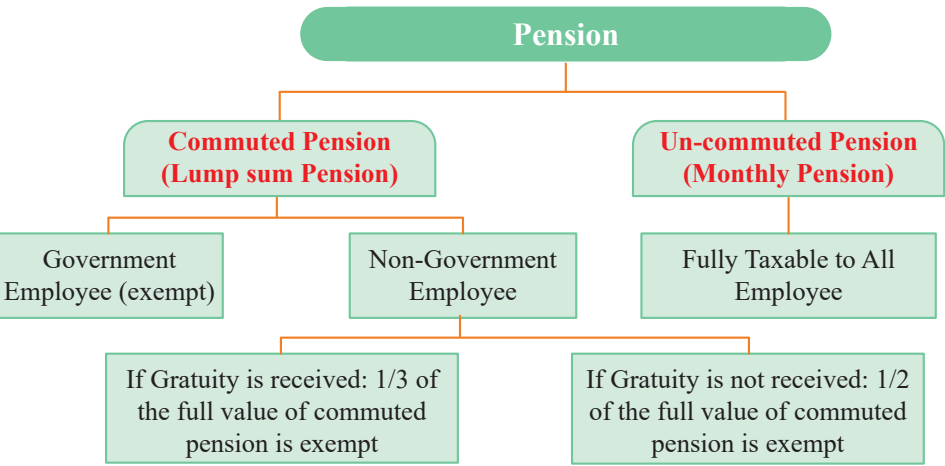 Pension
Commuted Pension
(Lump sum Pension)
Un-commuted Pension
(Monthly Pension)
Government
Employee (exempt)
Non-Government
Employee
Fully Taxable to All
Employee
If Gratuity is received: 1/3 of
the full value of commuted
pension is exempt
If Gratuity is not received: 1/2
of the full value of commuted
pension is exempt